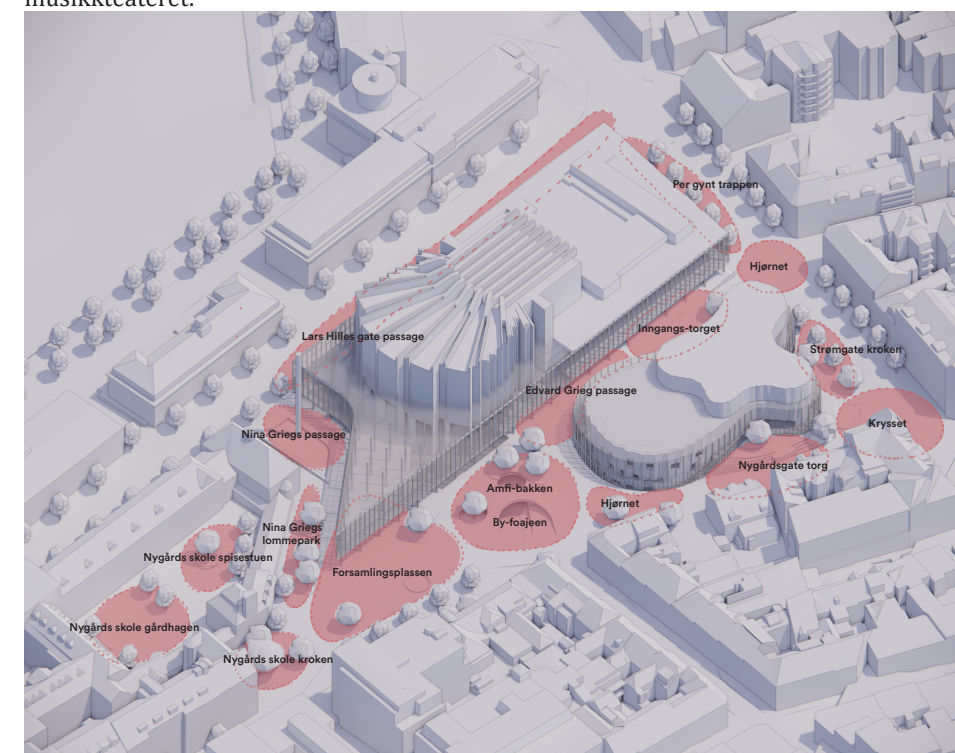 musikkteateret.
Per gynt trappen
Hjørnet
Inngangs-torget
Lars Hilles gate passage
Strømgate kroken
Edvard Grieg passage
Krysset
Nina Griegs passage
Nygårdsgate torg
Amfi-bakken
Hjørnet
By-foajeen
Nina Griegs
lommepark
Nygårds skole spisestuen
Forsamlingsplassen
Nygårds skole gårdhagen
Nygårds skole kroken